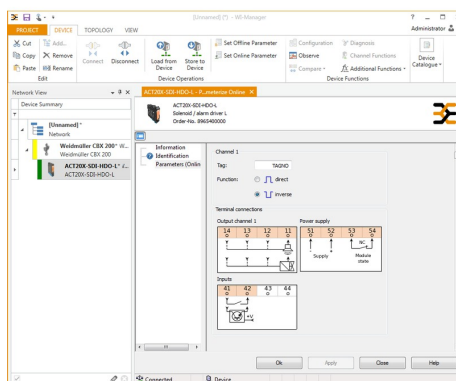 [Unnamed] (*) - WI-Manager
PROJECT DEVICE TOPOLOGY VIEW
Administrator
Cut Add...
Copy Remove
Paste Rename
Connect Disconnect
Load from Device
Store to Device
Set Offline Parameter
Set Online Parameter
Configuration Diagnosis
Observe Channel Functions
Compare Additional Functions
Device Catalogue
Edit
Device Operations
Device Functions
Network View
ACT20X-SDI-HDO-L - P...meterize Online
Device Summary
[Unnamed]*
Network
Weidmüller CBX 200* W...
Weidmüller CBX 200
ACT20X-SDI-HDO-L*
ACT20X-SDI-HDO-L
ACT20X-SDI-HDO-L
Solenoid / alarm driver L
Order-No. 8965400000
Information
Identification
Parameters (Onlin
Channel 1
Tag: TAGNO
Function: direct
inverse
Terminal connections
Output channel 1
Power supply
14 13 12 11
51 52 53 54
NC
- +
Supply
Module state
Inputs
41 42 43 44
+V
Ok Apply Close Help
Connected Device